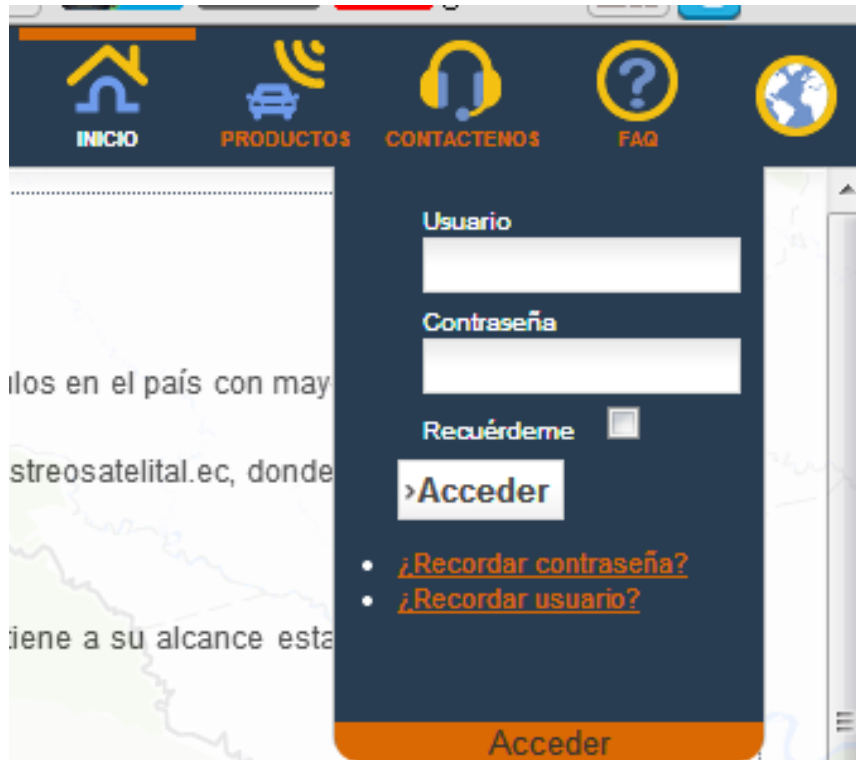 INICIO PRODUCTOS CONTACTENOS FAQ
Usuario
Contraseña
en el país con may
Recuérdeme
streosatelital.ec, donde
›Acceder
¿Recordar contraseña?
¿Recordar usuario?
tiene a su alcance esta
Acceder